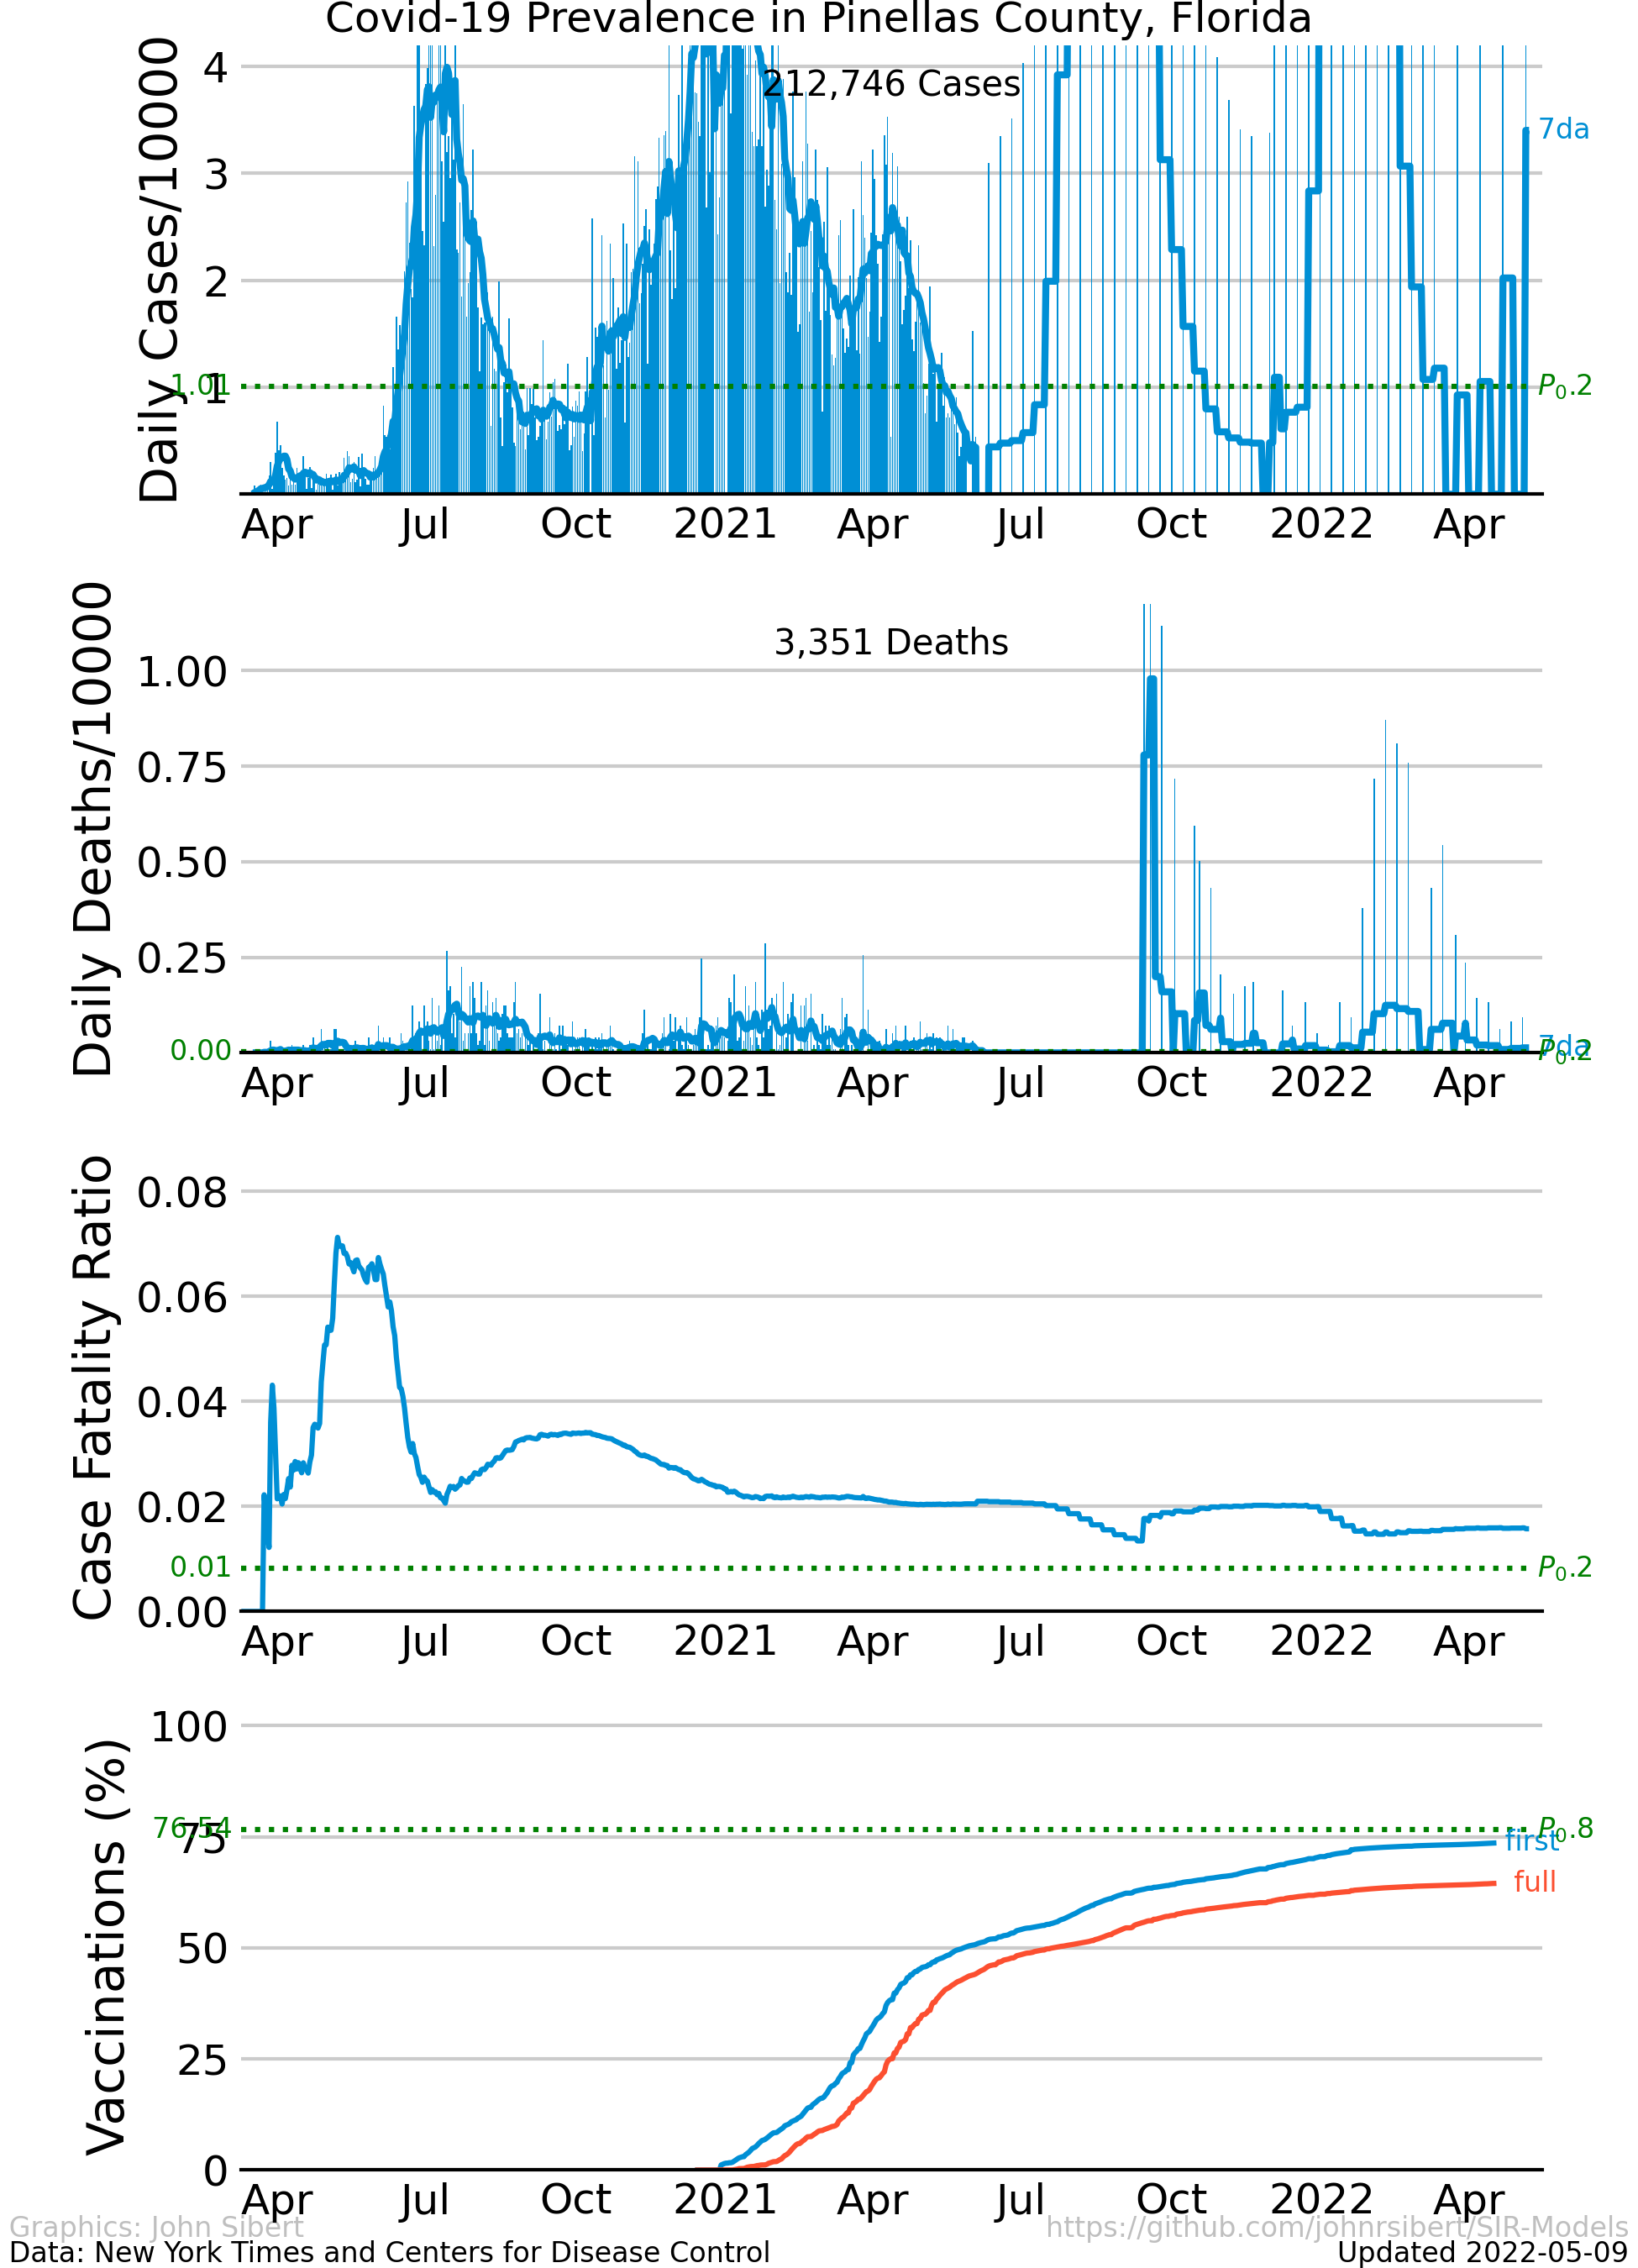 Covid-19 Prevalence in Pinellas County, Florida
Daily Cases/10000
4
3
2
1
1.01
212,746 Cases
7da
P0.2
Apr Jul Oct 2021 Apr Jul Oct 2022 Apr
Daily Deaths/10000
1.00
0.75
0.50
0.25
0.00
3,351 Deaths
7da
P0.2
Apr Jul Oct 2021 Apr Jul Oct 2022 Apr
Case Fatality Ratio
0.08
0.06
0.04
0.02
0.01
0.00
P0.2
Apr Jul Oct 2021 Apr Jul Oct 2022 Apr
Vaccinations (%)
100
76.54
75
50
25
0
P0.8
first
full
Apr Jul Oct 2021 Apr Jul Oct 2022 Apr
Graphics: John Sibert https://github.com/johnrsibert/SIR-Models
Data: New York Times and Centers for Disease Control Updated 2022-05-09